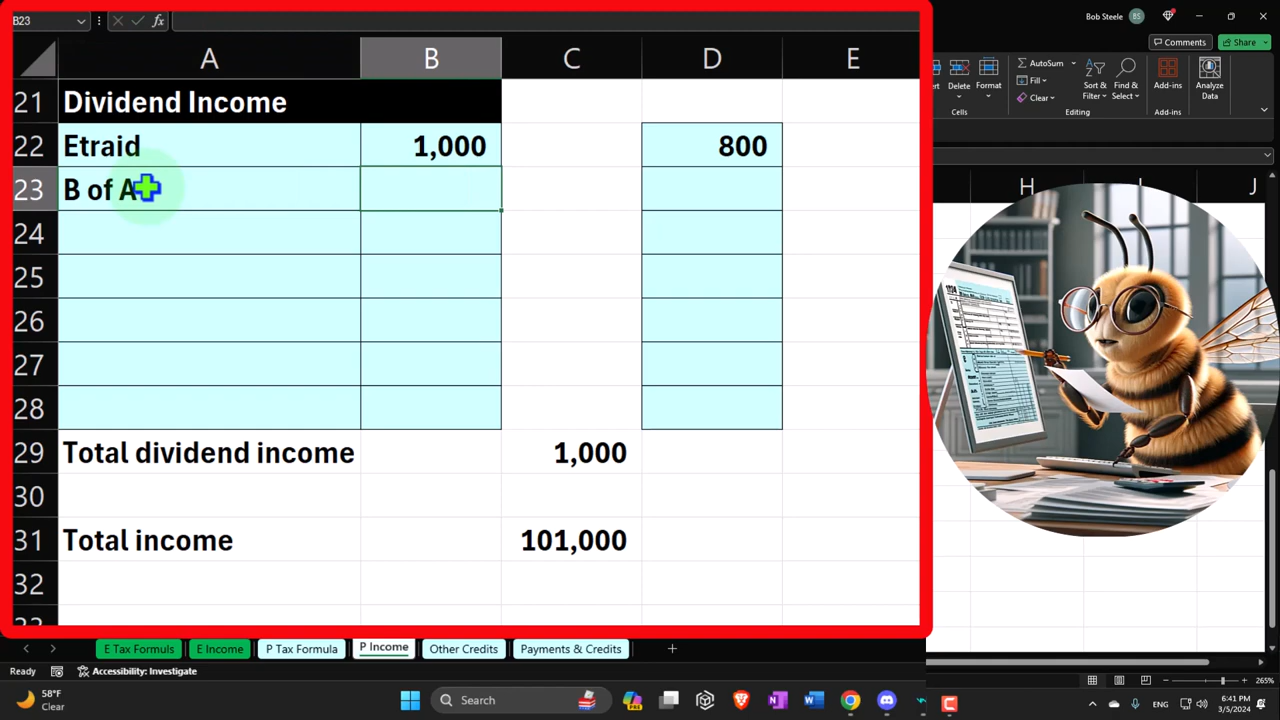 B23
fx
Bob Steele
BS
Comments
Share
A B C D E
21 Dividend Income
22 Etraid 1,000 800
23 B of A
24
25
26
27
28
29 Total dividend income 1,000
30
31 Total income 101,000
32
AutoSum
Fill
Clear
Delete
Sort &
Filter
Find &
Select
Add-ins
Analyze
Data
Cells
Editing
Add-ins
H I J
E Tax Formuls E Income P Tax Formula P Income Other Credits Payments & Credits
Ready Accessibility: Investigate
265%
58°F
Clear
Search
PRE
ENG
6:41 PM
3/5/2024